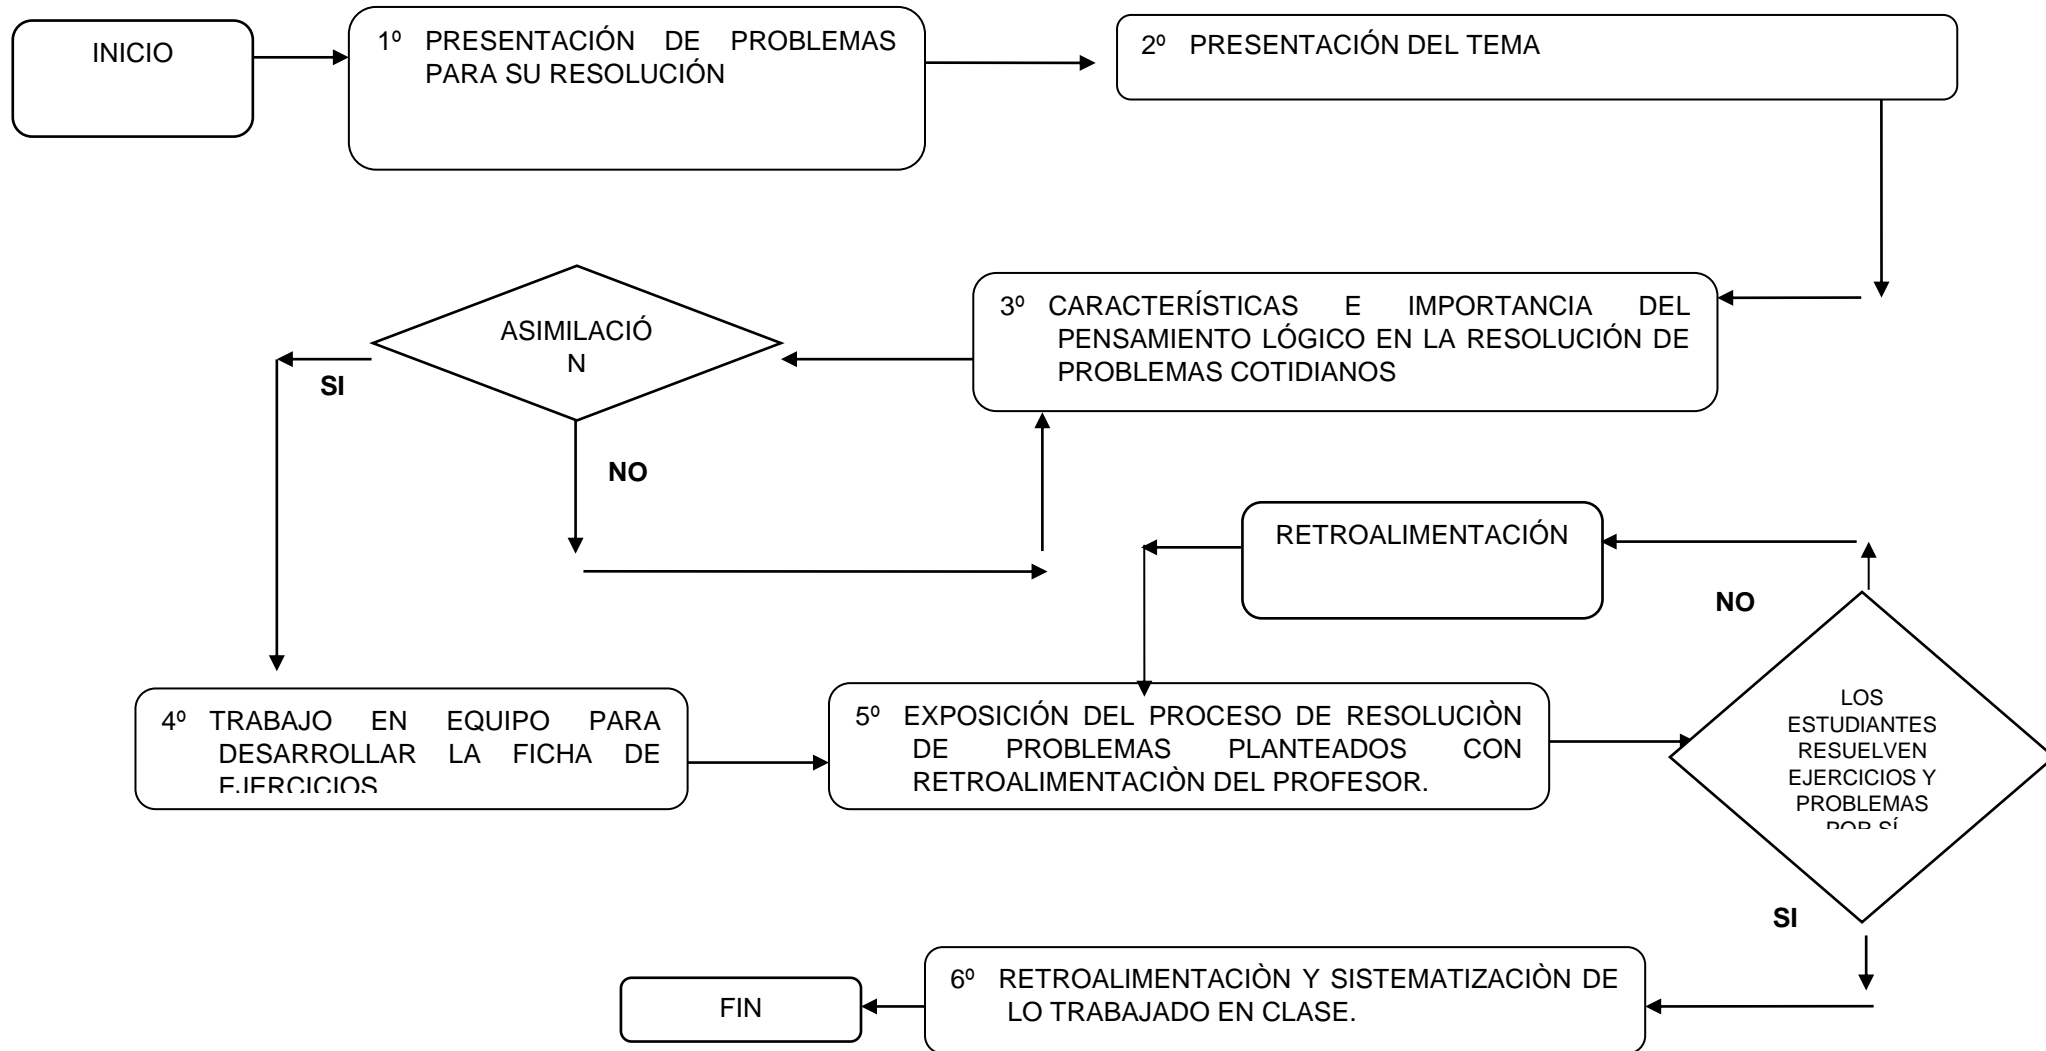 INICIO
1º PRESENTACIÓN DE PROBLEMAS
PARA SU RESOLUCIÓN
2º PRESENTACIÓN DEL TEMA
3º CARACTERÍSTICAS E IMPORTANCIA DEL
PENSAMIENTO LÓGICO EN LA RESOLUCIÓN DE
PROBLEMAS COTIDIANOS
ASIMILACIÓ
N
SI
NO
RETROALIMENTACIÓN
NO
4º TRABAJO EN EQUIPO PARA
DESARROLLAR LA FICHA DE
EJERCICIOS
5º EXPOSICIÓN DEL PROCESO DE RESOLUCIÒN
DE PROBLEMAS PLANTEADOS CON
RETROALIMENTACIÒN DEL PROFESOR.
LOS
ESTUDIANTES
RESUELVEN
EJERCICIOS Y
PROBLEMAS
POR SÍ
SI
6º RETROALIMENTACIÒN Y SISTEMATIZACIÒN DE
LO TRABAJADO EN CLASE.
FIN